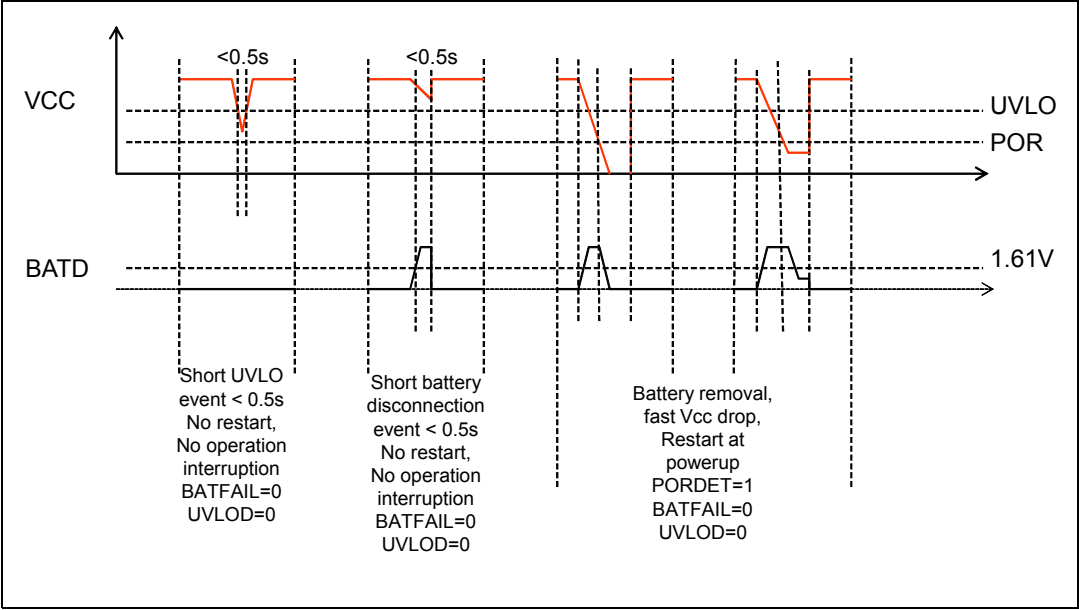 <0.5s
<0.5s
VCC
UVLO
POR
BATD
1.61V
Short UVLO
event < 0.5s
No restart,
No operation
interruption
BATFAIL=0
UVLOD=0
Short battery
disconnection
event < 0.5s
No restart,
No operation
interruption
BATFAIL=0
UVLOD=0
Battery removal,
fast Vcc drop,
Restart at
powerup
PORDET=1
BATFAIL=0
UVLOD=0